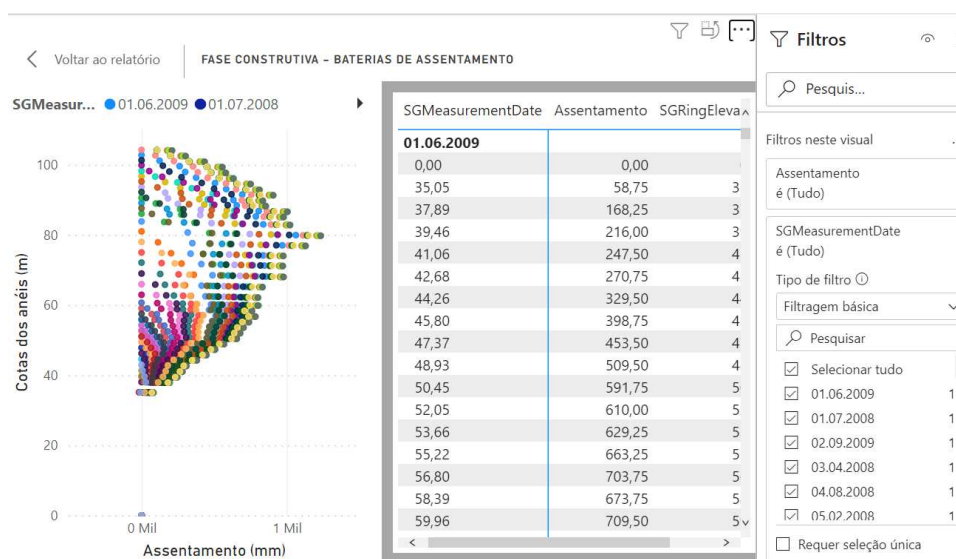 Voltar ao relatório
FASE CONSTRUTIVA – BATERIAS DE ASSENTAMENTO
SGMeasur... 01.06.2009 01.07.2008
100
80
60
40
20
0
Cotas dos anéis (m)
0 Mil 1 Mil
Assentamento (mm)
SGMeasurementDate Assentamento SGRingEleva
01.06.2009
0,00 0,00
35,05 58,75 3
37,89 168,25 3
39,46 216,00 3
41,06 247,50 4
42,68 270,75 4
44,26 329,50 4
45,80 398,75 4
47,37 453,50 4
48,93 509,50 4
50,45 591,75 5
52,05 610,00 5
53,66 629,25 5
55,22 663,25 5
56,80 703,75 5
58,39 673,75 5
59,96 709,50 5
Filtros
Pesquis...
Filtros neste visual
Assentamento
é (Tudo)
SGMeasurementDate
é (Tudo)
Tipo de filtro
Filtragem básica
Pesquisar
Selecionar tudo
01.06.2009 1
01.07.2008 1
02.09.2009 1
03.04.2008 1
04.08.2008 1
05.02.2008 1
Requer seleção única